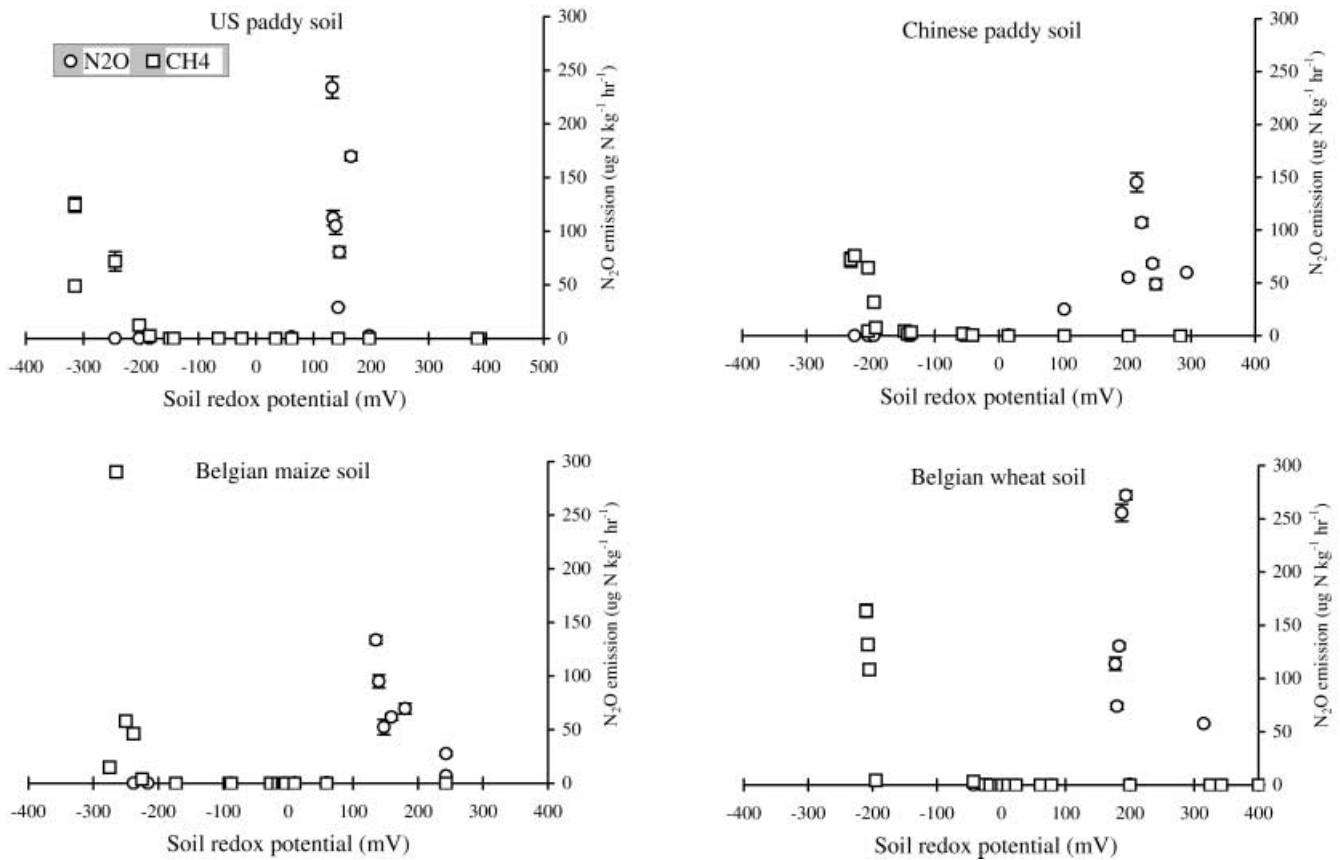 US paddy soil
N2O CH4
300
250
200
150
100
50
0
N₂O emission (ug N kg⁻¹ hr⁻¹)
-400 -300 -200 -100 0 100 200 300 400 500
Soil redox potential (mV)
Chinese paddy soil
300
250
200
150
100
50
0
N₂O emission (ug N kg⁻¹ hr⁻¹)
-400 -300 -200 -100 0 100 200 300 400
Soil redox potential (mV)
Belgian maize soil
300
250
200
150
100
50
0
N₂O emission (ug N kg⁻¹ hr⁻¹)
-400 -300 -200 -100 0 100 200 300 400
Soil redox potential (mV)
Belgian wheat soil
300
250
200
150
100
50
0
N₂O emission (ug N kg⁻¹ hr⁻¹)
-400 -300 -200 -100 0 100 200 300 400
Soil redox potential (mV)